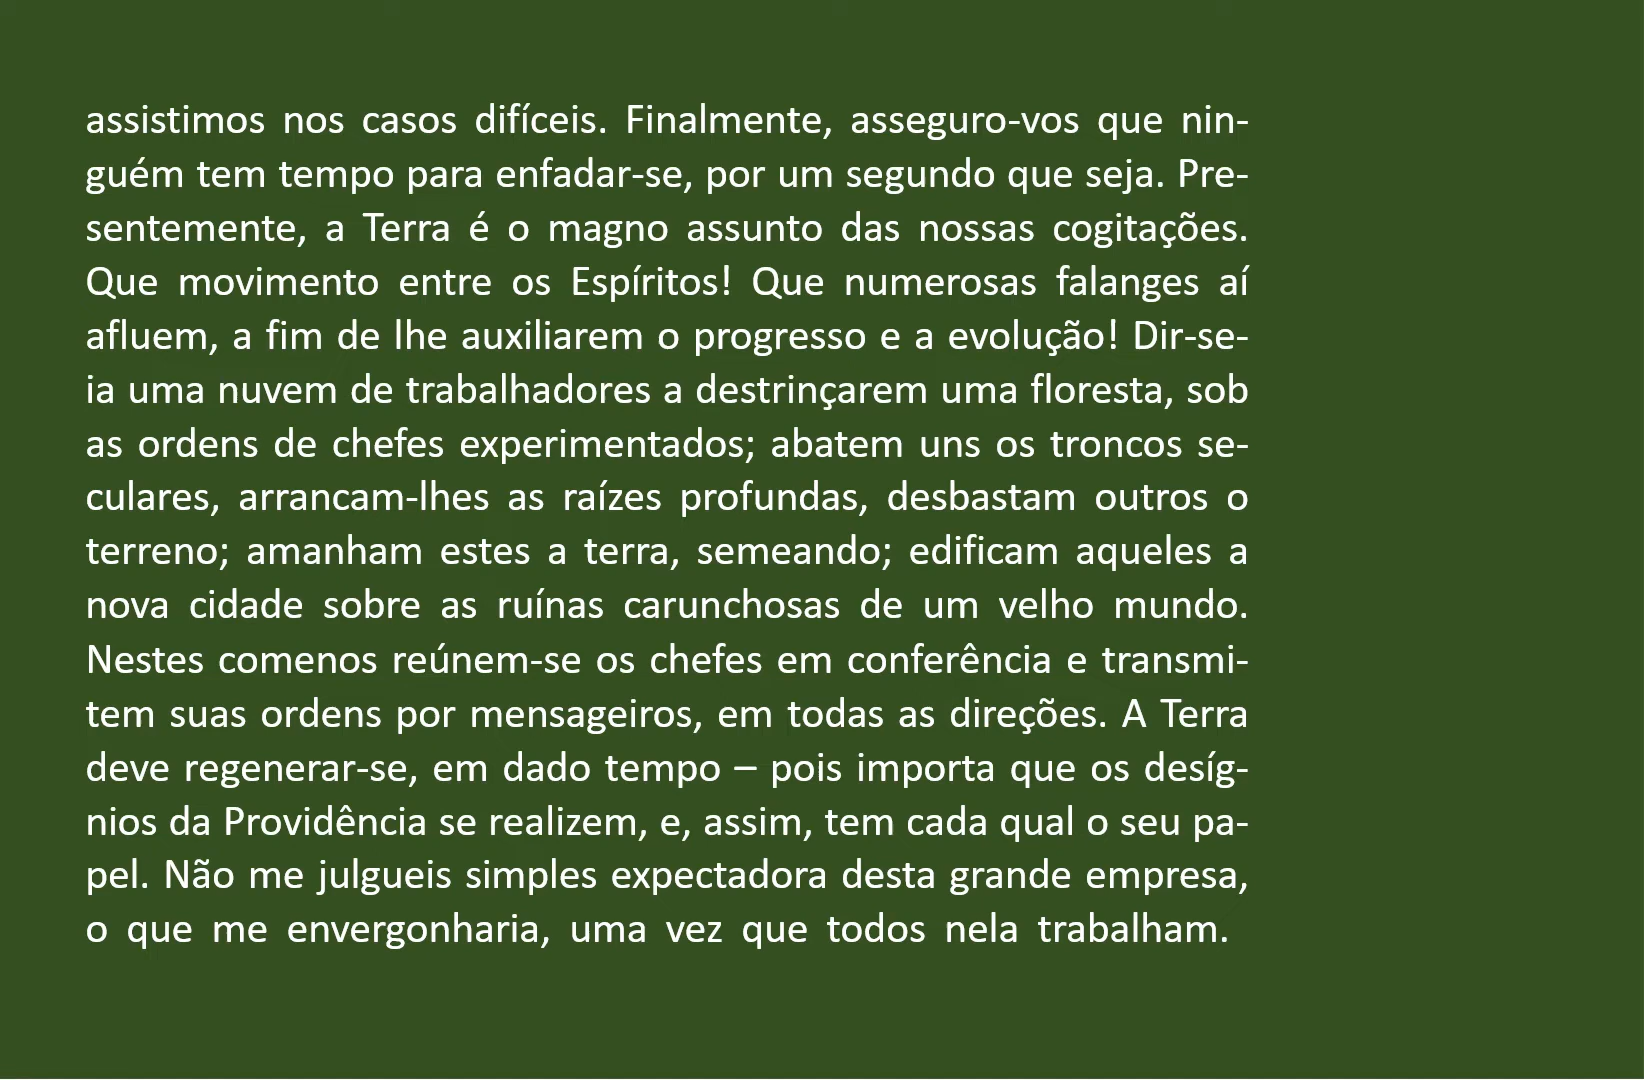 assistimos nos casos difíceis. Finalmente, asseguro-vos que nin-
guém tem tempo para enfadar-se, por um segundo que seja. Pre-
sentemente, a Terra é o magno assunto das nossas cogitações.
Que movimento entre os Espíritos! Que numerosas falanges aí
afluem, a fim de lhe auxiliarem o progresso e a evolução! Dir-se-
ia uma nuvem de trabalhadores a destrinçarem uma floresta, sob
as ordens de chefes experimentados; abatem uns os troncos se-
culares, arrancam-lhes as raízes profundas, desbastam outros o
terreno; amanham estes a terra, semeando; edificam aqueles a
nova cidade sobre as ruínas carunchosas de um velho mundo.
Nestes comenos reúnem-se os chefes em conferência e transmi-
tem suas ordens por mensageiros, em todas as direções. A Terra
deve regenerar-se, em dado tempo – pois importa que os desíg-
nios da Providência se realizem, e, assim, tem cada qual o seu pa-
pel. Não me julgueis simples expectadora desta grande empresa,
o que me envergonharia, uma vez que todos nela trabalham.